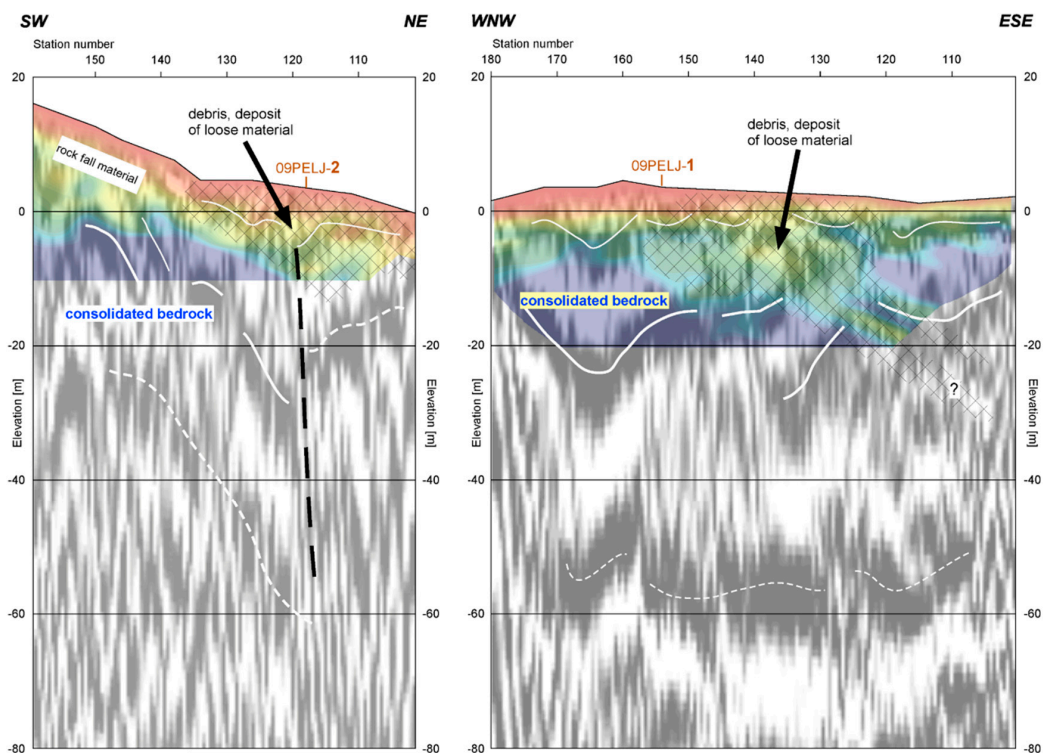 SW NE
Station number
150 140 130 120 110
20 20
debris, deposit
of loose material
rock fall material
09PELJ-2
0 0
consolidated bedrock
-20 -20
Elevation [m] Elevation [m]
-40 -40
-60 -60
-80 -80
WNW ESE
Station number
180 170 160 150 140 130 120 110
20 20
debris, deposit
of loose material
09PELJ-1
0 0
consolidated bedrock
-20 -20
?
Elevation [m] Elevation [m]
-40 -40
-60 -60
-80 -80